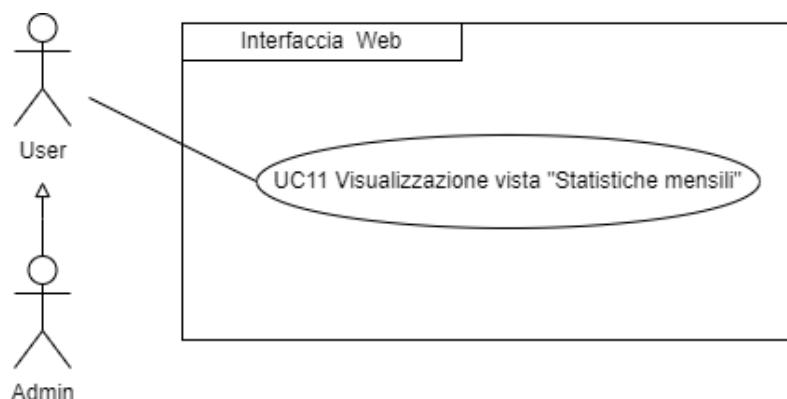 Interfaccia Web
User
UC11 Visualizzazione vista "Statistiche mensili"
Admin